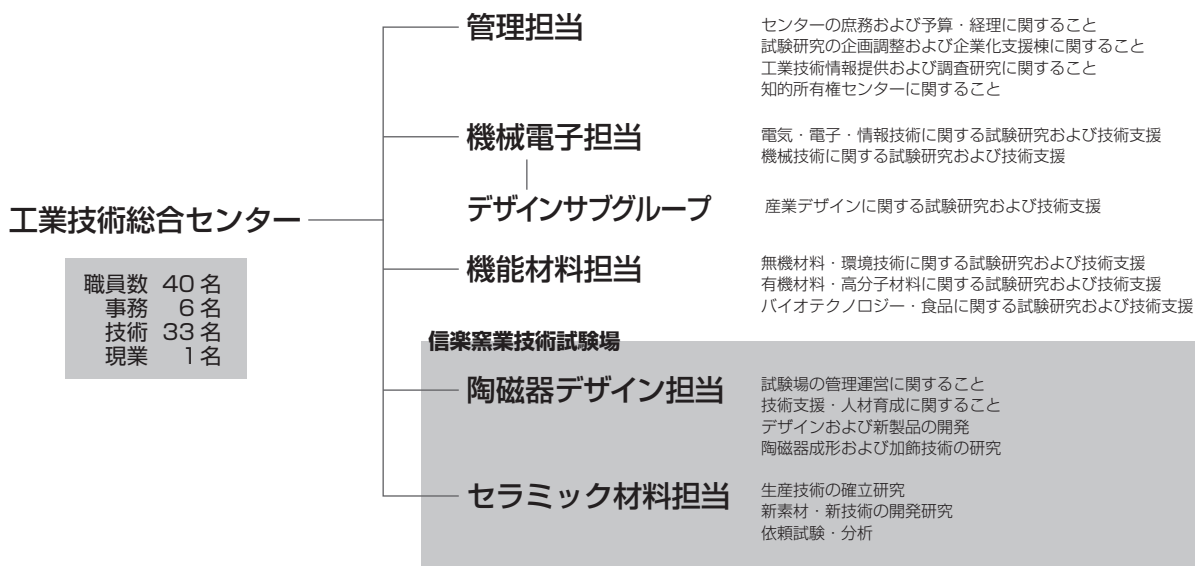 管理担当
センターの庶務および予算・経理に関すること
試験研究の企画調整および企業化支援棟に関すること
工業技術情報提供および調査研究に関すること
知的所有権センターに関すること
機械電子担当
電気・電子・情報技術に関する試験研究および技術支援
機械技術に関する試験研究および技術支援
デザインサブグループ
産業デザインに関する試験研究および技術支援
工業技術総合センター
職員数 40名
事務 6名
技術 33名
現業 1名
機能材料担当
無機材料・環境技術に関する試験研究および技術支援
有機材料・高分子材料に関する試験研究および技術支援
バイオテクノロジー・食品に関する試験研究および技術支援
信楽窯業技術試験場
陶磁器デザイン担当
試験場の管理運営に関すること
技術支援・人材育成に関すること
デザインおよび新製品の開発
陶磁器成形および加飾技術の研究
セラミック材料担当
生産技術の確立研究
新素材・新技術の開発研究
依頼試験・分析